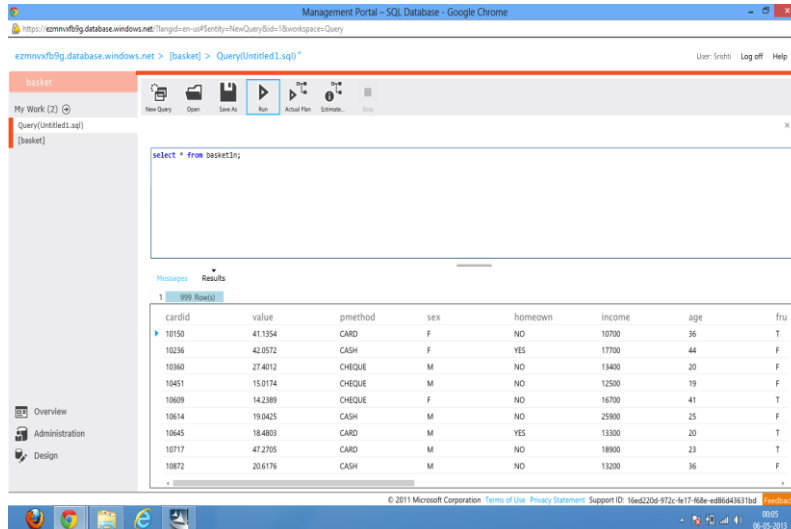 Management Portal – SQL Database - Google Chrome
https://ezmnvxfb9g.database.windows.net/?langid=en-us#$entity=NewQuery&id=1&workspace=Query
ezmnvxfb9g.database.windows.net > [basket] > Query(Untitled1.sql)*
User: Srishti Log off Help
basket
My Work (2)
Query(Untitled1.sql)
[basket]
New Query Open Save As Run Actual Plan Estimate... Stop
select * from basket1n;
Messages Results
1 999 Row(s)
cardid value pmethod sex homeown income age fru
10150 41.1354 CARD F NO 10700 36 T
10236 42.0572 CASH F YES 17700 44 F
10360 27.4012 CHEQUE M NO 13400 20 F
10451 15.0174 CHEQUE M NO 12500 19 F
10609 14.2389 CHEQUE F NO 16700 41 T
10614 19.0425 CASH M NO 25900 25 F
10645 18.4803 CARD M YES 13300 20 T
10717 47.2705 CARD M NO 18900 23 T
10872 20.6176 CASH M NO 13200 36 F
Overview
Administration
Design
© 2011 Microsoft Corporation Terms of Use Privacy Statement Support ID: 16ed220d-972c-fe17-f68e-ed86d43631bd Feedbac
00:05
06-05-2013